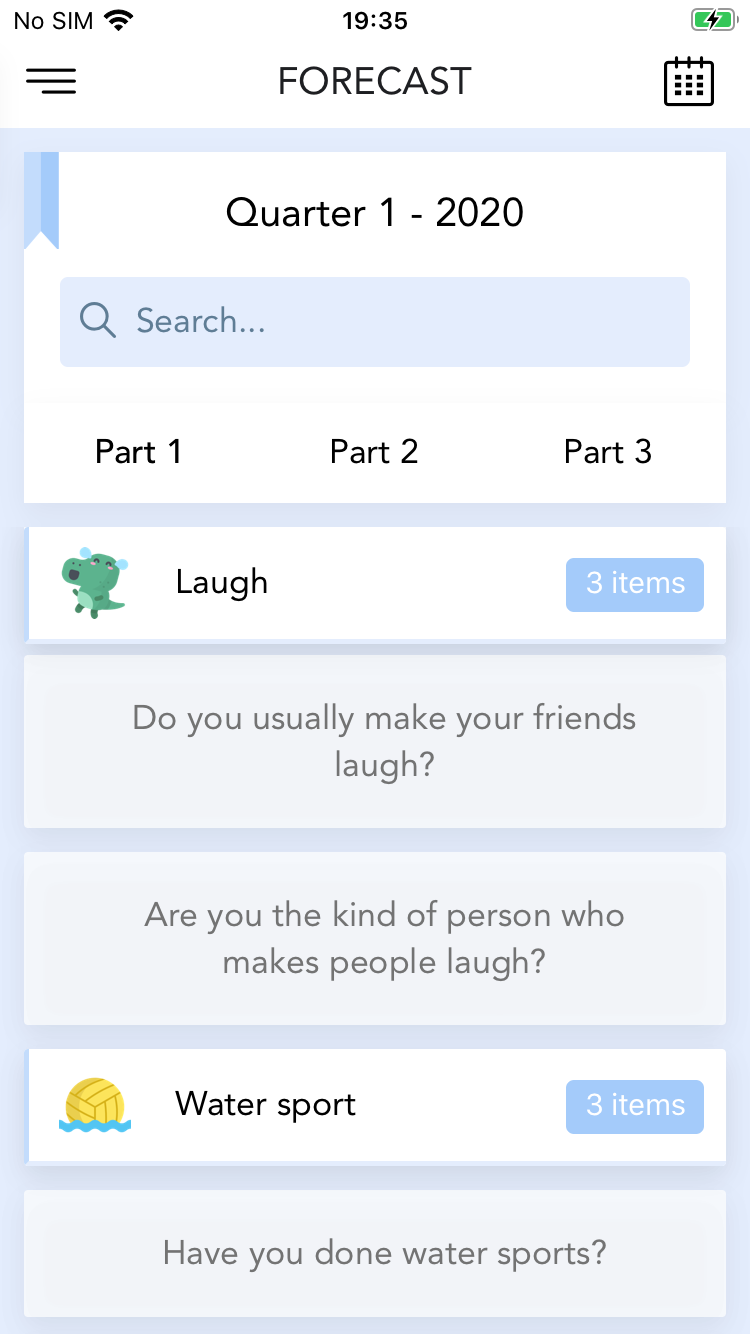 No SIM 19:35
FORECAST
Quarter 1 - 2020
Search...
Part 1 Part 2 Part 3
Laugh 3 items
Do you usually make your friends
laugh?
Are you the kind of person who
makes people laugh?
Water sport 3 items
Have you done water sports?